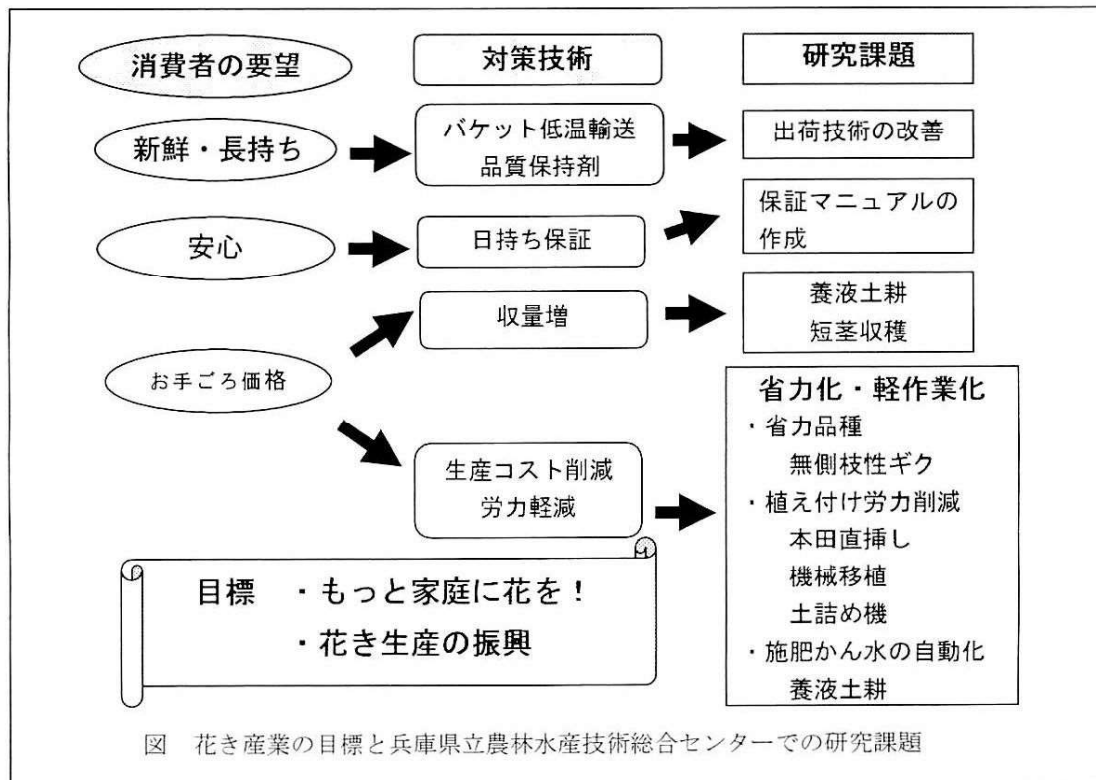 消費者の要望
対策技術
研究課題
新鮮・長持ち
バケット低温輸送
品質保持剤
出荷技術の改善
安心
日持ち保証
保証マニュアルの
作成
お手ごろ価格
収量増
養液土耕
短茎収穫
生産コスト削減
労力軽減
省力化・軽作業化
・省力品種
無側枝性ギク
・植え付け労力削減
本田直挿し
機械移植
土詰め機
・施肥かん水の自動化
養液土耕
目標 ・もっと家庭に花を！
・花き生産の振興
図 花き産業の目標と兵庫県立農林水産技術総合センターでの研究課題